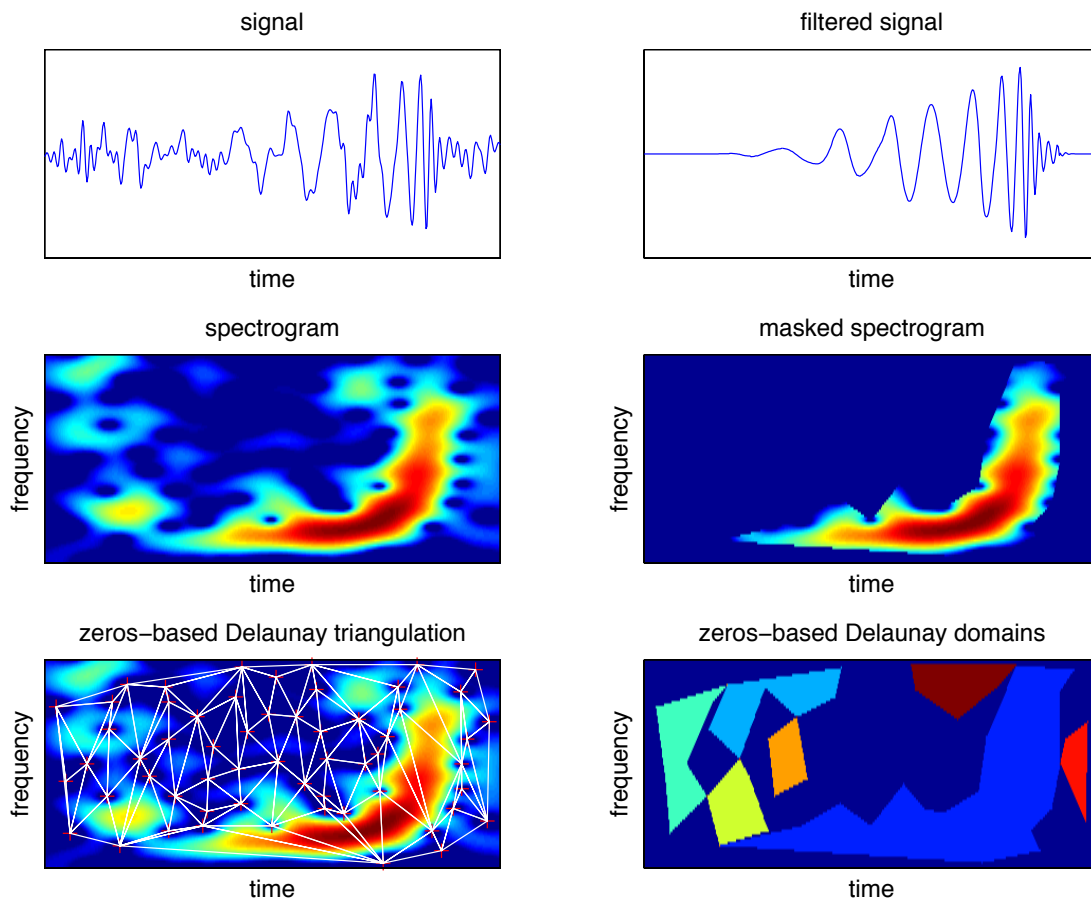 signal
filtered signal
time
time
spectrogram
masked spectrogram
frequency
frequency
time
time
zeros−based Delaunay triangulation
zeros−based Delaunay domains
frequency
frequency
time
time